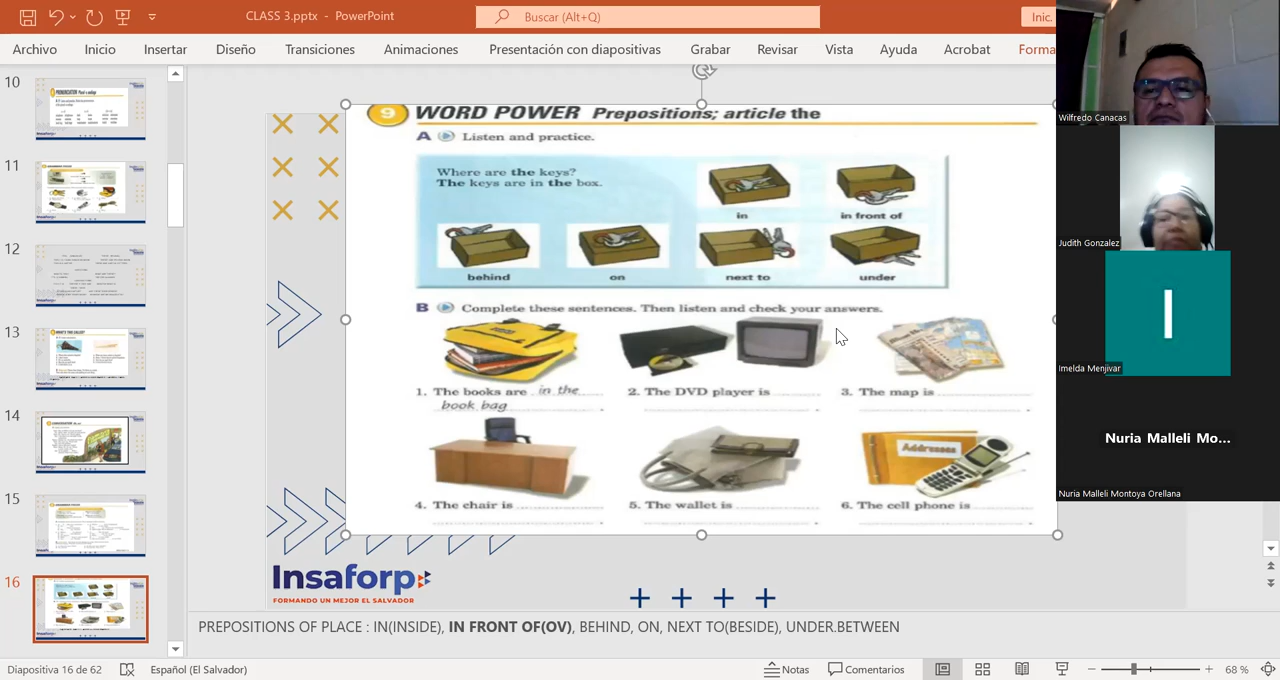 CLASS 3.pptx - PowerPoint
Buscar (Alt+Q)
Inic.
Archivo Inicio Insertar Diseño Transiciones Animaciones Presentación con diapositivas Grabar Revisar Vista Ayuda Acrobat Forma
10
11
12
13
14
15
16
9 WORD POWER Prepositions; article the
A Listen and practice.
Where are the keys?
The keys are in the box.
in
in front of
behind
on
next to
under
B Complete these sentences. Then listen and check your answers.
Addresses
1. The books are in the
book bag .
2. The DVD player is
3. The map is
4. The chair is
5. The wallet is
6. The cell phone is
Insaforp
FORMANDO UN MEJOR EL SALVADOR
PREPOSITIONS OF PLACE : IN(INSIDE), IN FRONT OF(OV), BEHIND, ON, NEXT TO(BESIDE), UNDER.BETWEEN
Diapositiva 16 de 62 Español (El Salvador) Notas Comentarios 68 %
Wilfredo Canacas
Judith Gonzalez
I
Imelda Menjivar
Nuria Malleli Mo...
Nuria Malleli Montoya Orellana